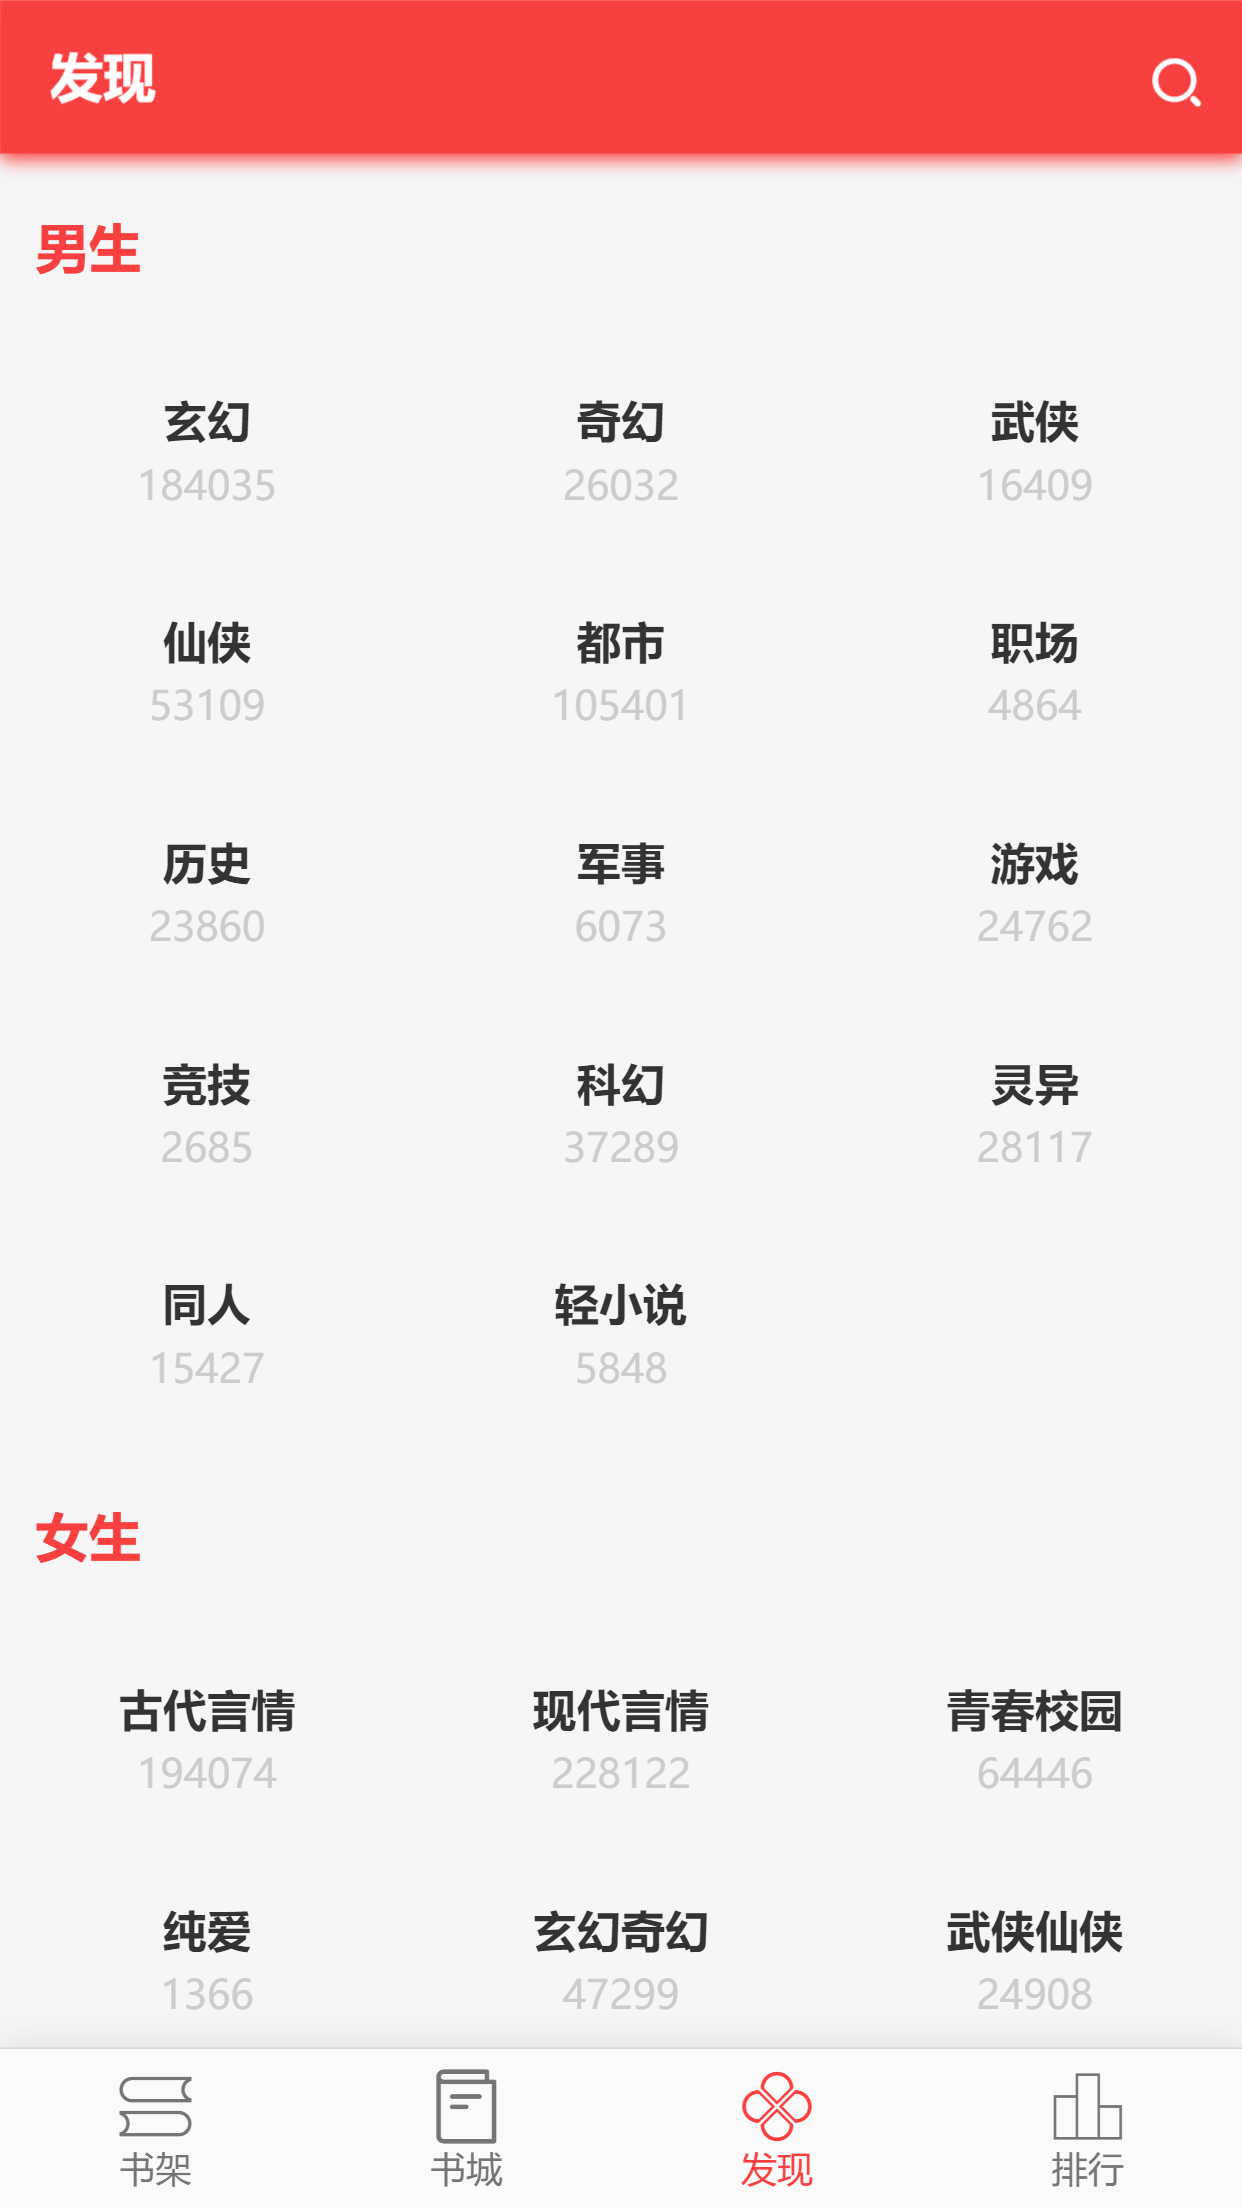 发现
男生
玄幻 奇幻 武侠
184035 26032 16409
仙侠 都市 职场
53109 105401 4864
历史 军事 游戏
23860 6073 24762
竞技 科幻 灵异
2685 37289 28117
同人 轻小说
15427 5848
女生
古代言情 现代言情 青春校园
194074 228122 64446
纯爱 玄幻奇幻 武侠仙侠
1366 47299 24908
书架 书城 发现 排行